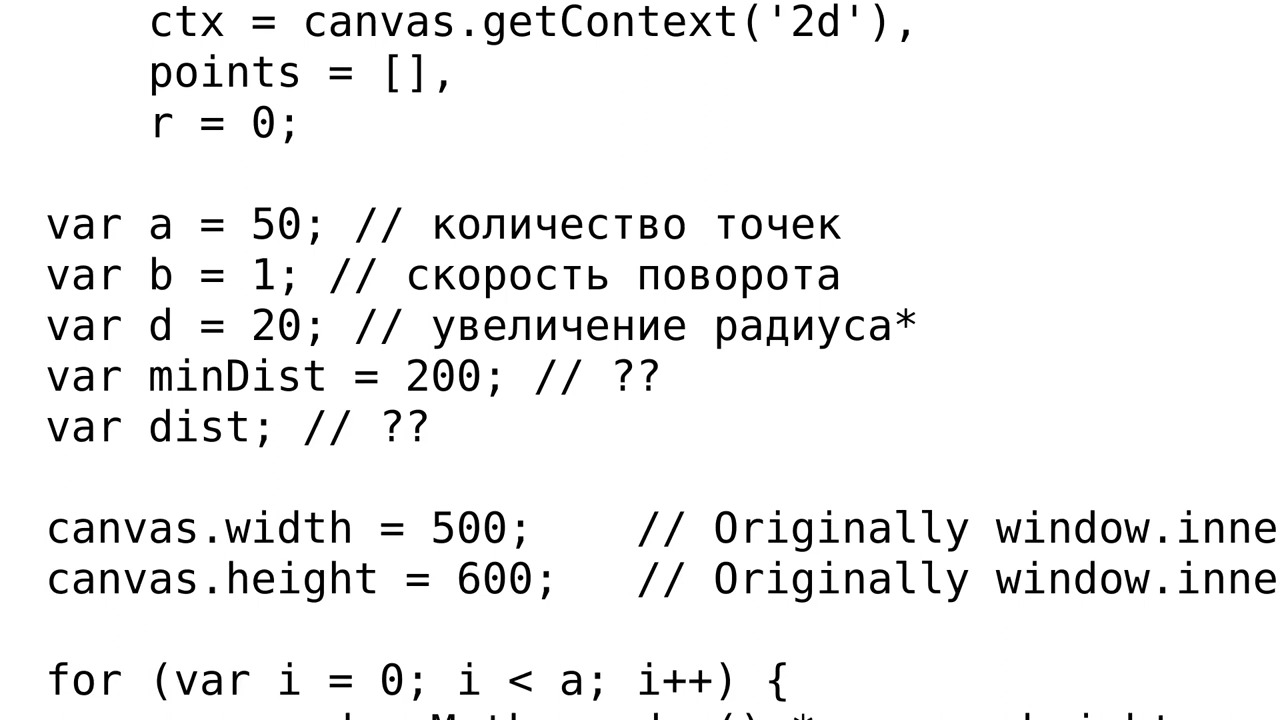 ctx = canvas.getContext('2d'),
points = [],
r = 0;
var a = 50; // количество точек
var b = 1; // скорость поворота
var d = 20; // увеличение радиуса*
var minDist = 200; // ??
var dist; // ??
canvas.width = 500;    // Originally window.inne
canvas.height = 600;   // Originally window.inne
for (var i = 0; i < a; i++) {